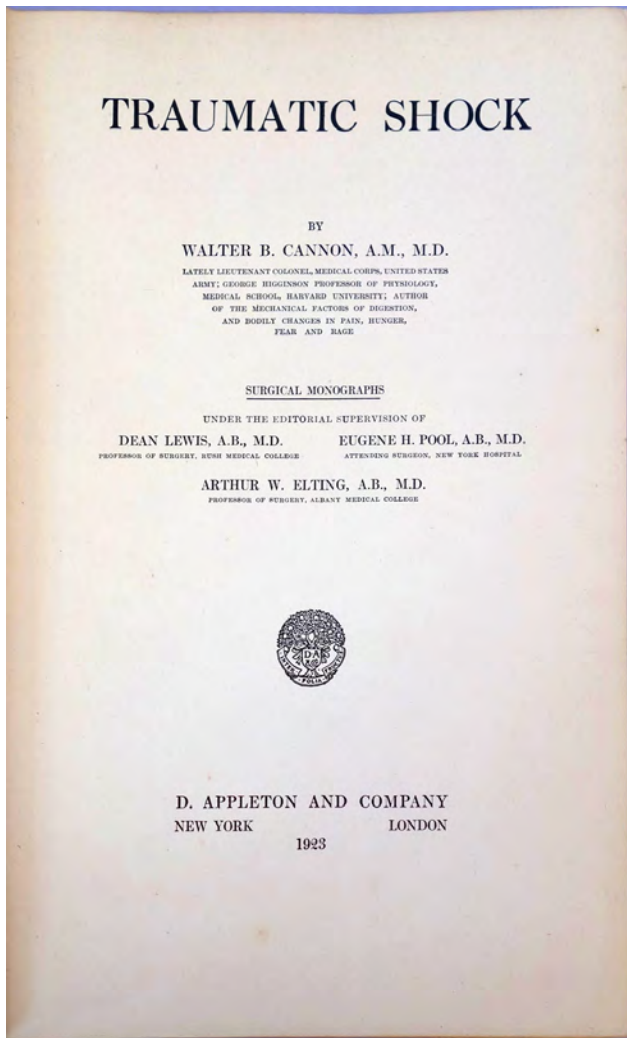 TRAUMATIC SHOCK
BY
WALTER B. CANNON, A.M., M.D.
LATELY LIEUTENANT COLONEL, MEDICAL CORPS, UNITED STATES
ARMY; GEORGE HIGGINSON PROFESSOR OF PHYSIOLOGY,
MEDICAL SCHOOL, HARVARD UNIVERSITY; AUTHOR
OF THE MECHANICAL FACTORS OF DIGESTION,
AND BODILY CHANGES IN PAIN, HUNGER,
FEAR AND RAGE
SURGICAL MONOGRAPHS
UNDER THE EDITORIAL SUPERVISION OF
DEAN LEWIS, A.B., M.D. EUGENE H. POOL, A.B., M.D.
PROFESSOR OF SURGERY, RUSH MEDICAL COLLEGE ATTENDING SURGEON, NEW YORK HOSPITAL
ARTHUR W. ELTING, A.B., M.D.
PROFESSOR OF SURGERY, ALBANY MEDICAL COLLEGE
D A
INTER FOLIA FRUCTUS
D. APPLETON AND COMPANY
NEW YORK LONDON
1923